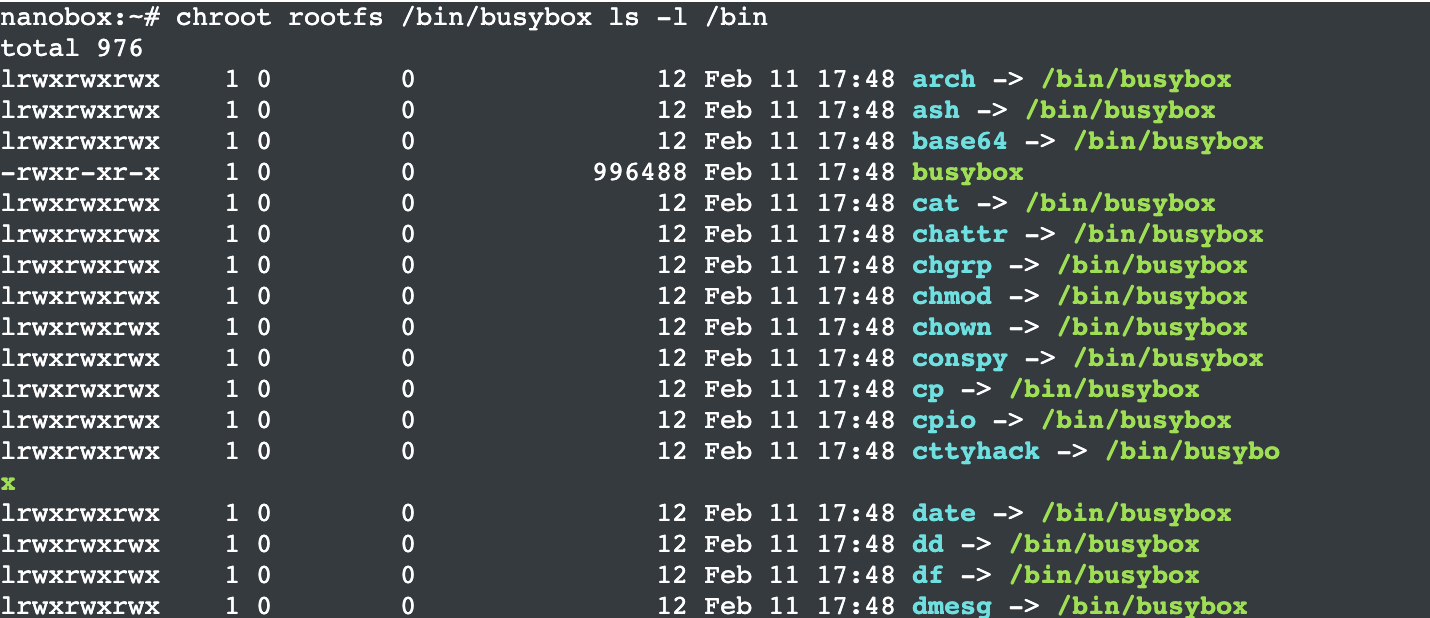 nanobox:~# chroot rootfs /bin/busybox ls -l /bin
total 976
lrwxrwxrwx    1 0        0               12 Feb 11 17:48 arch -> /bin/busybox
lrwxrwxrwx    1 0        0               12 Feb 11 17:48 ash -> /bin/busybox
lrwxrwxrwx    1 0        0               12 Feb 11 17:48 base64 -> /bin/busybox
-rwxr-xr-x    1 0        0           996488 Feb 11 17:48 busybox
lrwxrwxrwx    1 0        0               12 Feb 11 17:48 cat -> /bin/busybox
lrwxrwxrwx    1 0        0               12 Feb 11 17:48 chattr -> /bin/busybox
lrwxrwxrwx    1 0        0               12 Feb 11 17:48 chgrp -> /bin/busybox
lrwxrwxrwx    1 0        0               12 Feb 11 17:48 chmod -> /bin/busybox
lrwxrwxrwx    1 0        0               12 Feb 11 17:48 chown -> /bin/busybox
lrwxrwxrwx    1 0        0               12 Feb 11 17:48 conspy -> /bin/busybox
lrwxrwxrwx    1 0        0               12 Feb 11 17:48 cp -> /bin/busybox
lrwxrwxrwx    1 0        0               12 Feb 11 17:48 cpio -> /bin/busybox
lrwxrwxrwx    1 0        0               12 Feb 11 17:48 cttyhack -> /bin/busybo
x
lrwxrwxrwx    1 0        0               12 Feb 11 17:48 date -> /bin/busybox
lrwxrwxrwx    1 0        0               12 Feb 11 17:48 dd -> /bin/busybox
lrwxrwxrwx    1 0        0               12 Feb 11 17:48 df -> /bin/busybox
lrwxrwxrwx    1 0        0               12 Feb 11 17:48 dmesg -> /bin/busybox